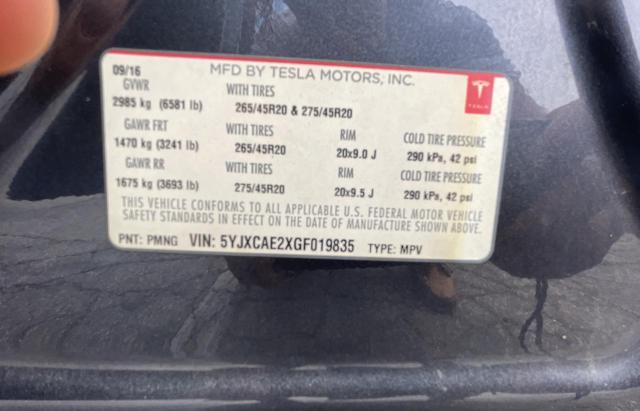 09/16 MFD BY TESLA MOTORS, INC.
GVWR WITH TIRES
2985 kg (6581 lb) 265/45R20 & 275/45R20
TESLA
GAWR FRT WITH TIRES RIM COLD TIRE PRESSURE
1470 kg (3241 lb) 265/45R20 20x9.0 J 290 kPa, 42 psi
GAWR RR WITH TIRES RIM COLD TIRE PRESSURE
1675 kg (3693 lb) 275/45R20 20x9.5 J 290 kPa, 42 psi
THIS VEHICLE CONFORMS TO ALL APPLICABLE U.S. FEDERAL MOTOR VEHICLE
SAFETY STANDARDS IN EFFECT ON THE DATE OF MANUFACTURE SHOWN ABOVE.
PNT: PMNG VIN: 5YJXCAE2XGF019835 TYPE: MPV